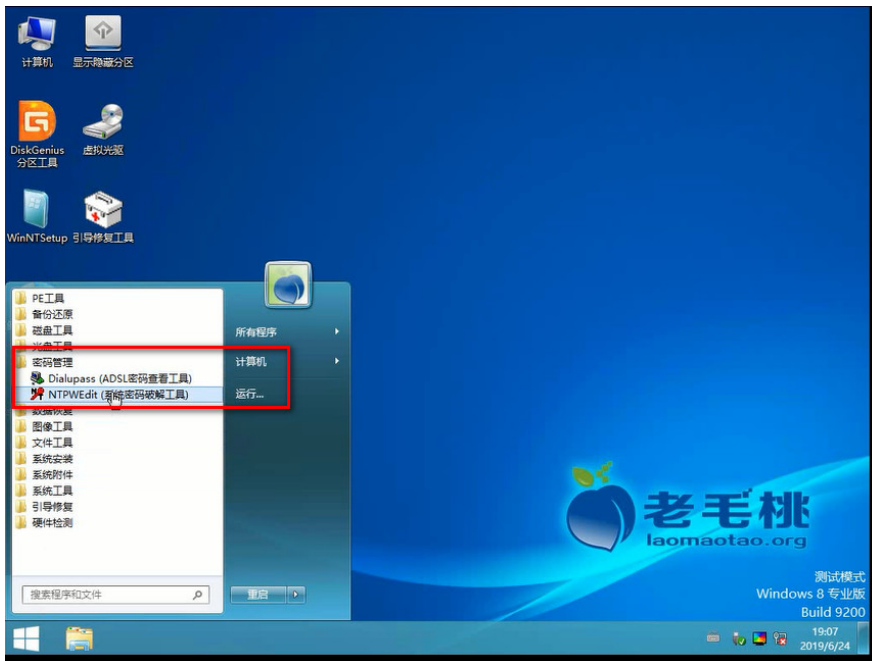 计算机
显示隐藏分区
DiskGenius
分区工具
虚拟光驱
WinNTSetup
引导修复工具
PE工具
备份还原
磁盘工具
光盘工具
密码管理
Dialupass (ADSL密码查看工具)
NTPWEdit (系统密码破解工具)
数据恢复
图像工具
文件工具
系统安装
系统附件
系统工具
引导修复
硬件检测
搜索程序和文件
所有程序
计算机
运行...
重启
老毛桃
laomaotao.org
测试模式
Windows 8 专业版
Build 9200
19:07
2019/6/24